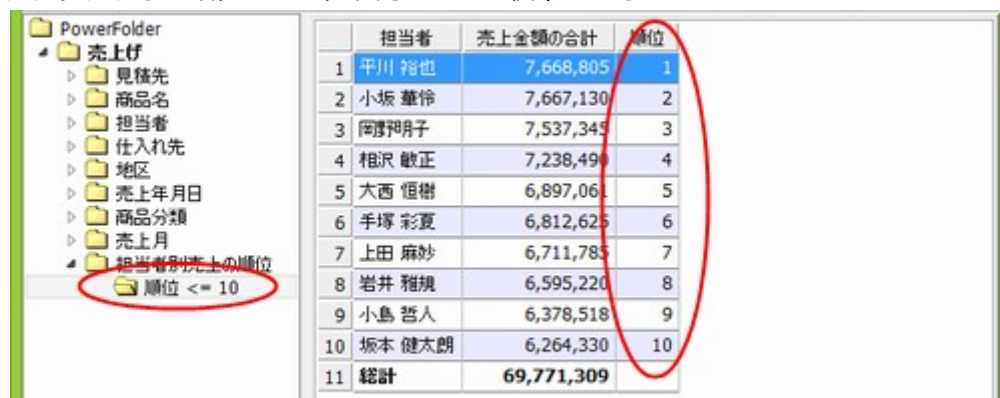 PowerFolder
売上げ
見積先
商品名
担当者
仕入れ先
地区
売上年月日
商品分類
売上月
担当者別売上の順位
順位 <= 10
担当者 売上金額の合計 順位
1 平川 裕也 7,668,805 1
2 小坂 華伶 7,667,130 2
3 岡野明子 7,537,345 3
4 相沢 敏正 7,238,490 4
5 大西 恒樹 6,897,061 5
6 手塚 彩夏 6,812,625 6
7 上田 麻妙 6,711,785 7
8 岩井 雅規 6,595,220 8
9 小島 哲人 6,378,518 9
10 坂本 健太朗 6,264,330 10
11 総計 69,771,309